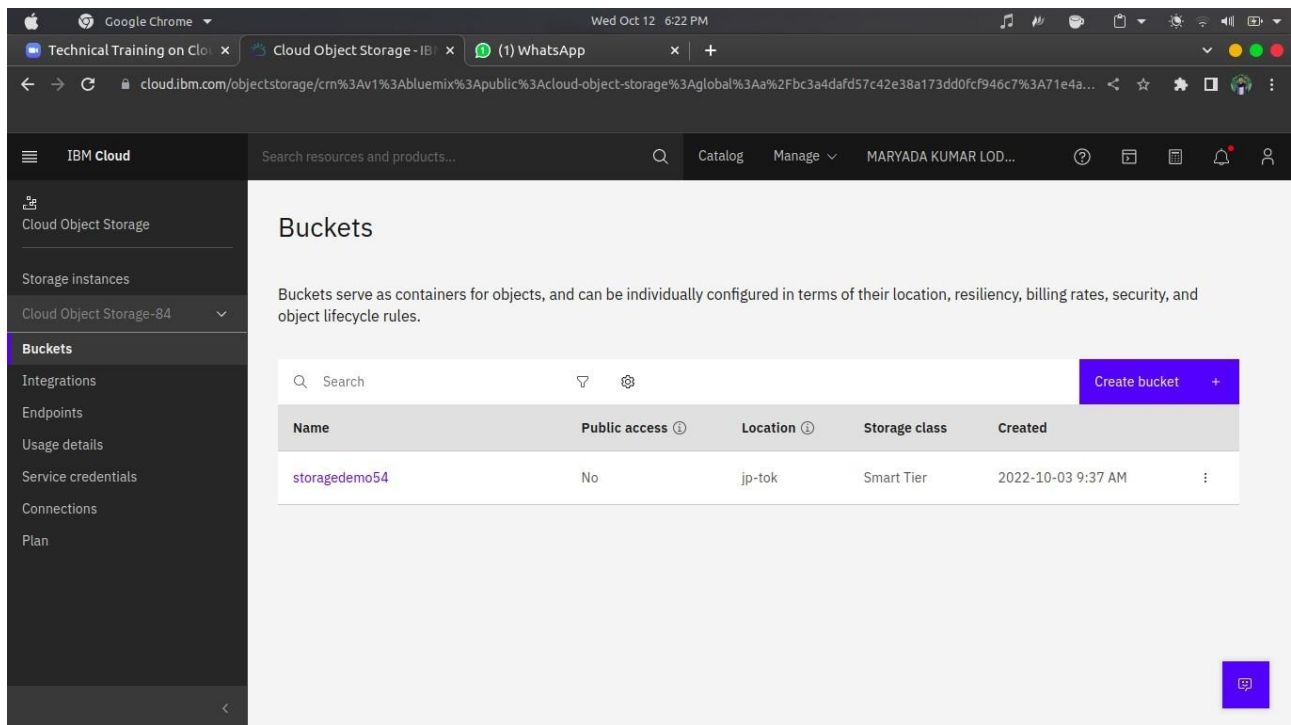 Google Chrome
Wed Oct 12 6:22 PM
Technical Training on Clo
Cloud Object Storage - IB
(1) WhatsApp
cloud.ibm.com/objectstorage/crn%3Av1%3Abluemix%3Apublic%3Acloud-object-storage%3Aglobal%3Aa%2Fbc3a4dafd57c42e38a173dd0fcf946c7%3A71e4a...
IBM Cloud
Search resources and products...
Catalog
Manage
MARYADA KUMAR LOD...
Cloud Object Storage
Storage instances
Cloud Object Storage-84
Buckets
Integrations
Endpoints
Usage details
Service credentials
Connections
Plan
Buckets
Buckets serve as containers for objects, and can be individually configured in terms of their location, resiliency, billing rates, security, and
object lifecycle rules.
Search
Create bucket +
Name Public access Location Storage class Created
storagedemo54 No jp-tok Smart Tier 2022-10-03 9:37 AM